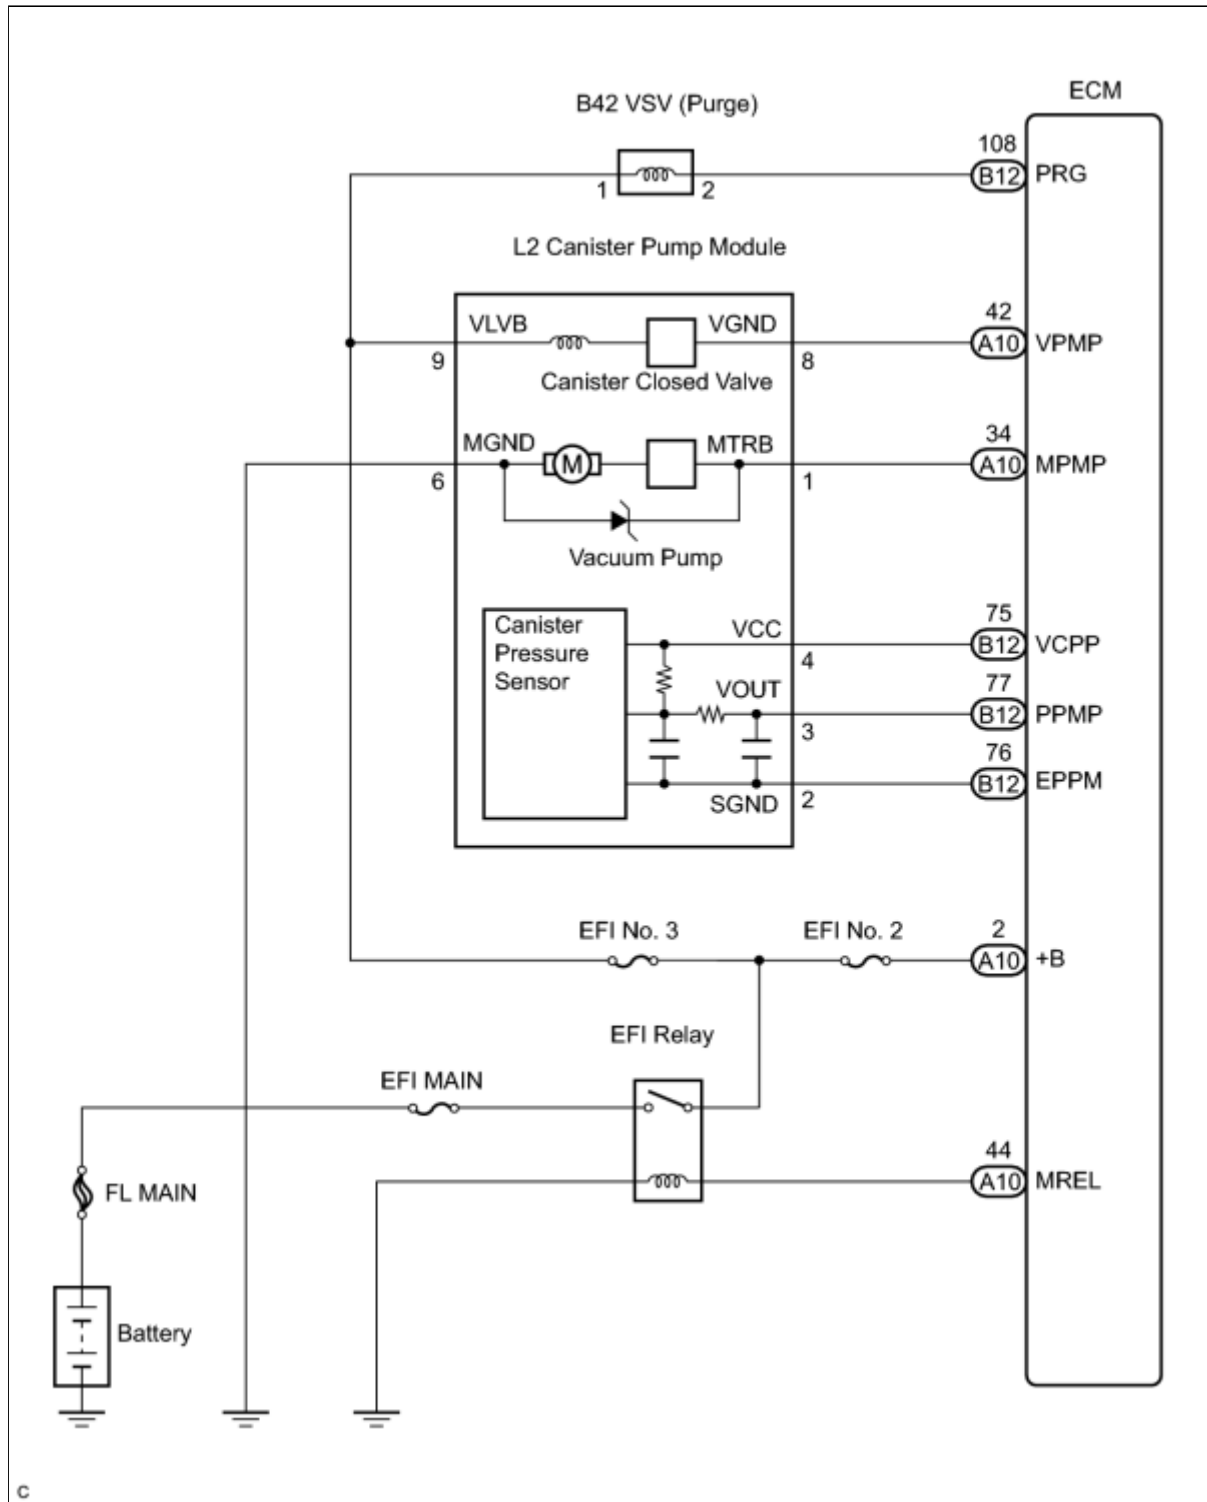 ECM
B42 VSV (Purge)
108
1
2
B12
PRG
L2 Canister Pump Module
42
VLVB
VGND
9
8
A10
VPMP
Canister Closed Valve
34
MGND
M
MTRB
6
1
A10
MPMP
Vacuum Pump
75
Canister
Pressure
Sensor
VCC
4
B12
VCPP
77
VOUT
3
B12
PPMP
76
SGND
2
B12
EPPM
EFI No. 3
EFI No. 2
2
A10
+B
EFI Relay
EFI MAIN
44
A10
MREL
FL MAIN
Battery
C